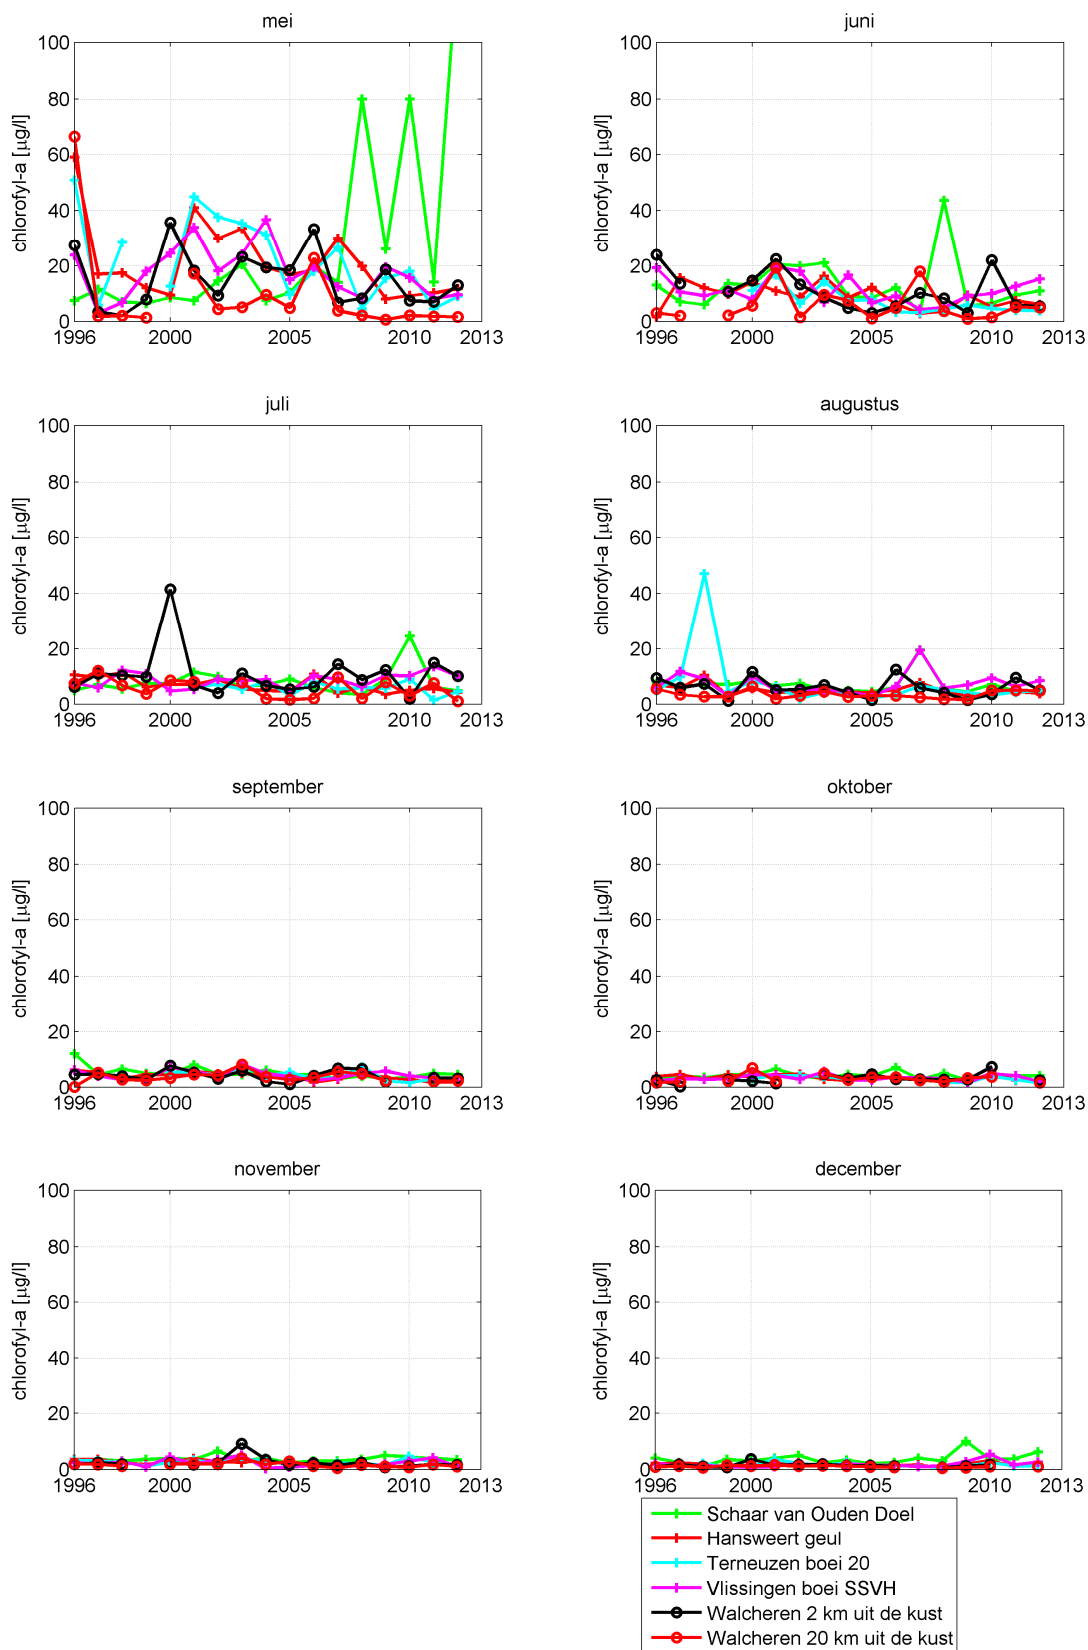 mei
juni
chlorofyl-a [µg/l]
100
80
60
40
20
0
1996 2000 2005 2010 2013
chlorofyl-a [µg/l]
100
80
60
40
20
0
1996 2000 2005 2010 2013
juli
augustus
chlorofyl-a [µg/l]
100
80
60
40
20
0
1996 2000 2005 2010 2013
chlorofyl-a [µg/l]
100
80
60
40
20
0
1996 2000 2005 2010 2013
september
oktober
chlorofyl-a [µg/l]
100
80
60
40
20
0
1996 2000 2005 2010 2013
chlorofyl-a [µg/l]
100
80
60
40
20
0
1996 2000 2005 2010 2013
november
december
chlorofyl-a [µg/l]
100
80
60
40
20
0
1996 2000 2005 2010 2013
chlorofyl-a [µg/l]
100
80
60
40
20
0
1996 2000 2005 2010 2013
Schaar van Ouden Doel
Hansweert geul
Terneuzen boei 20
Vlissingen boei SSVH
Walcheren 2 km uit de kust
Walcheren 20 km uit de kust